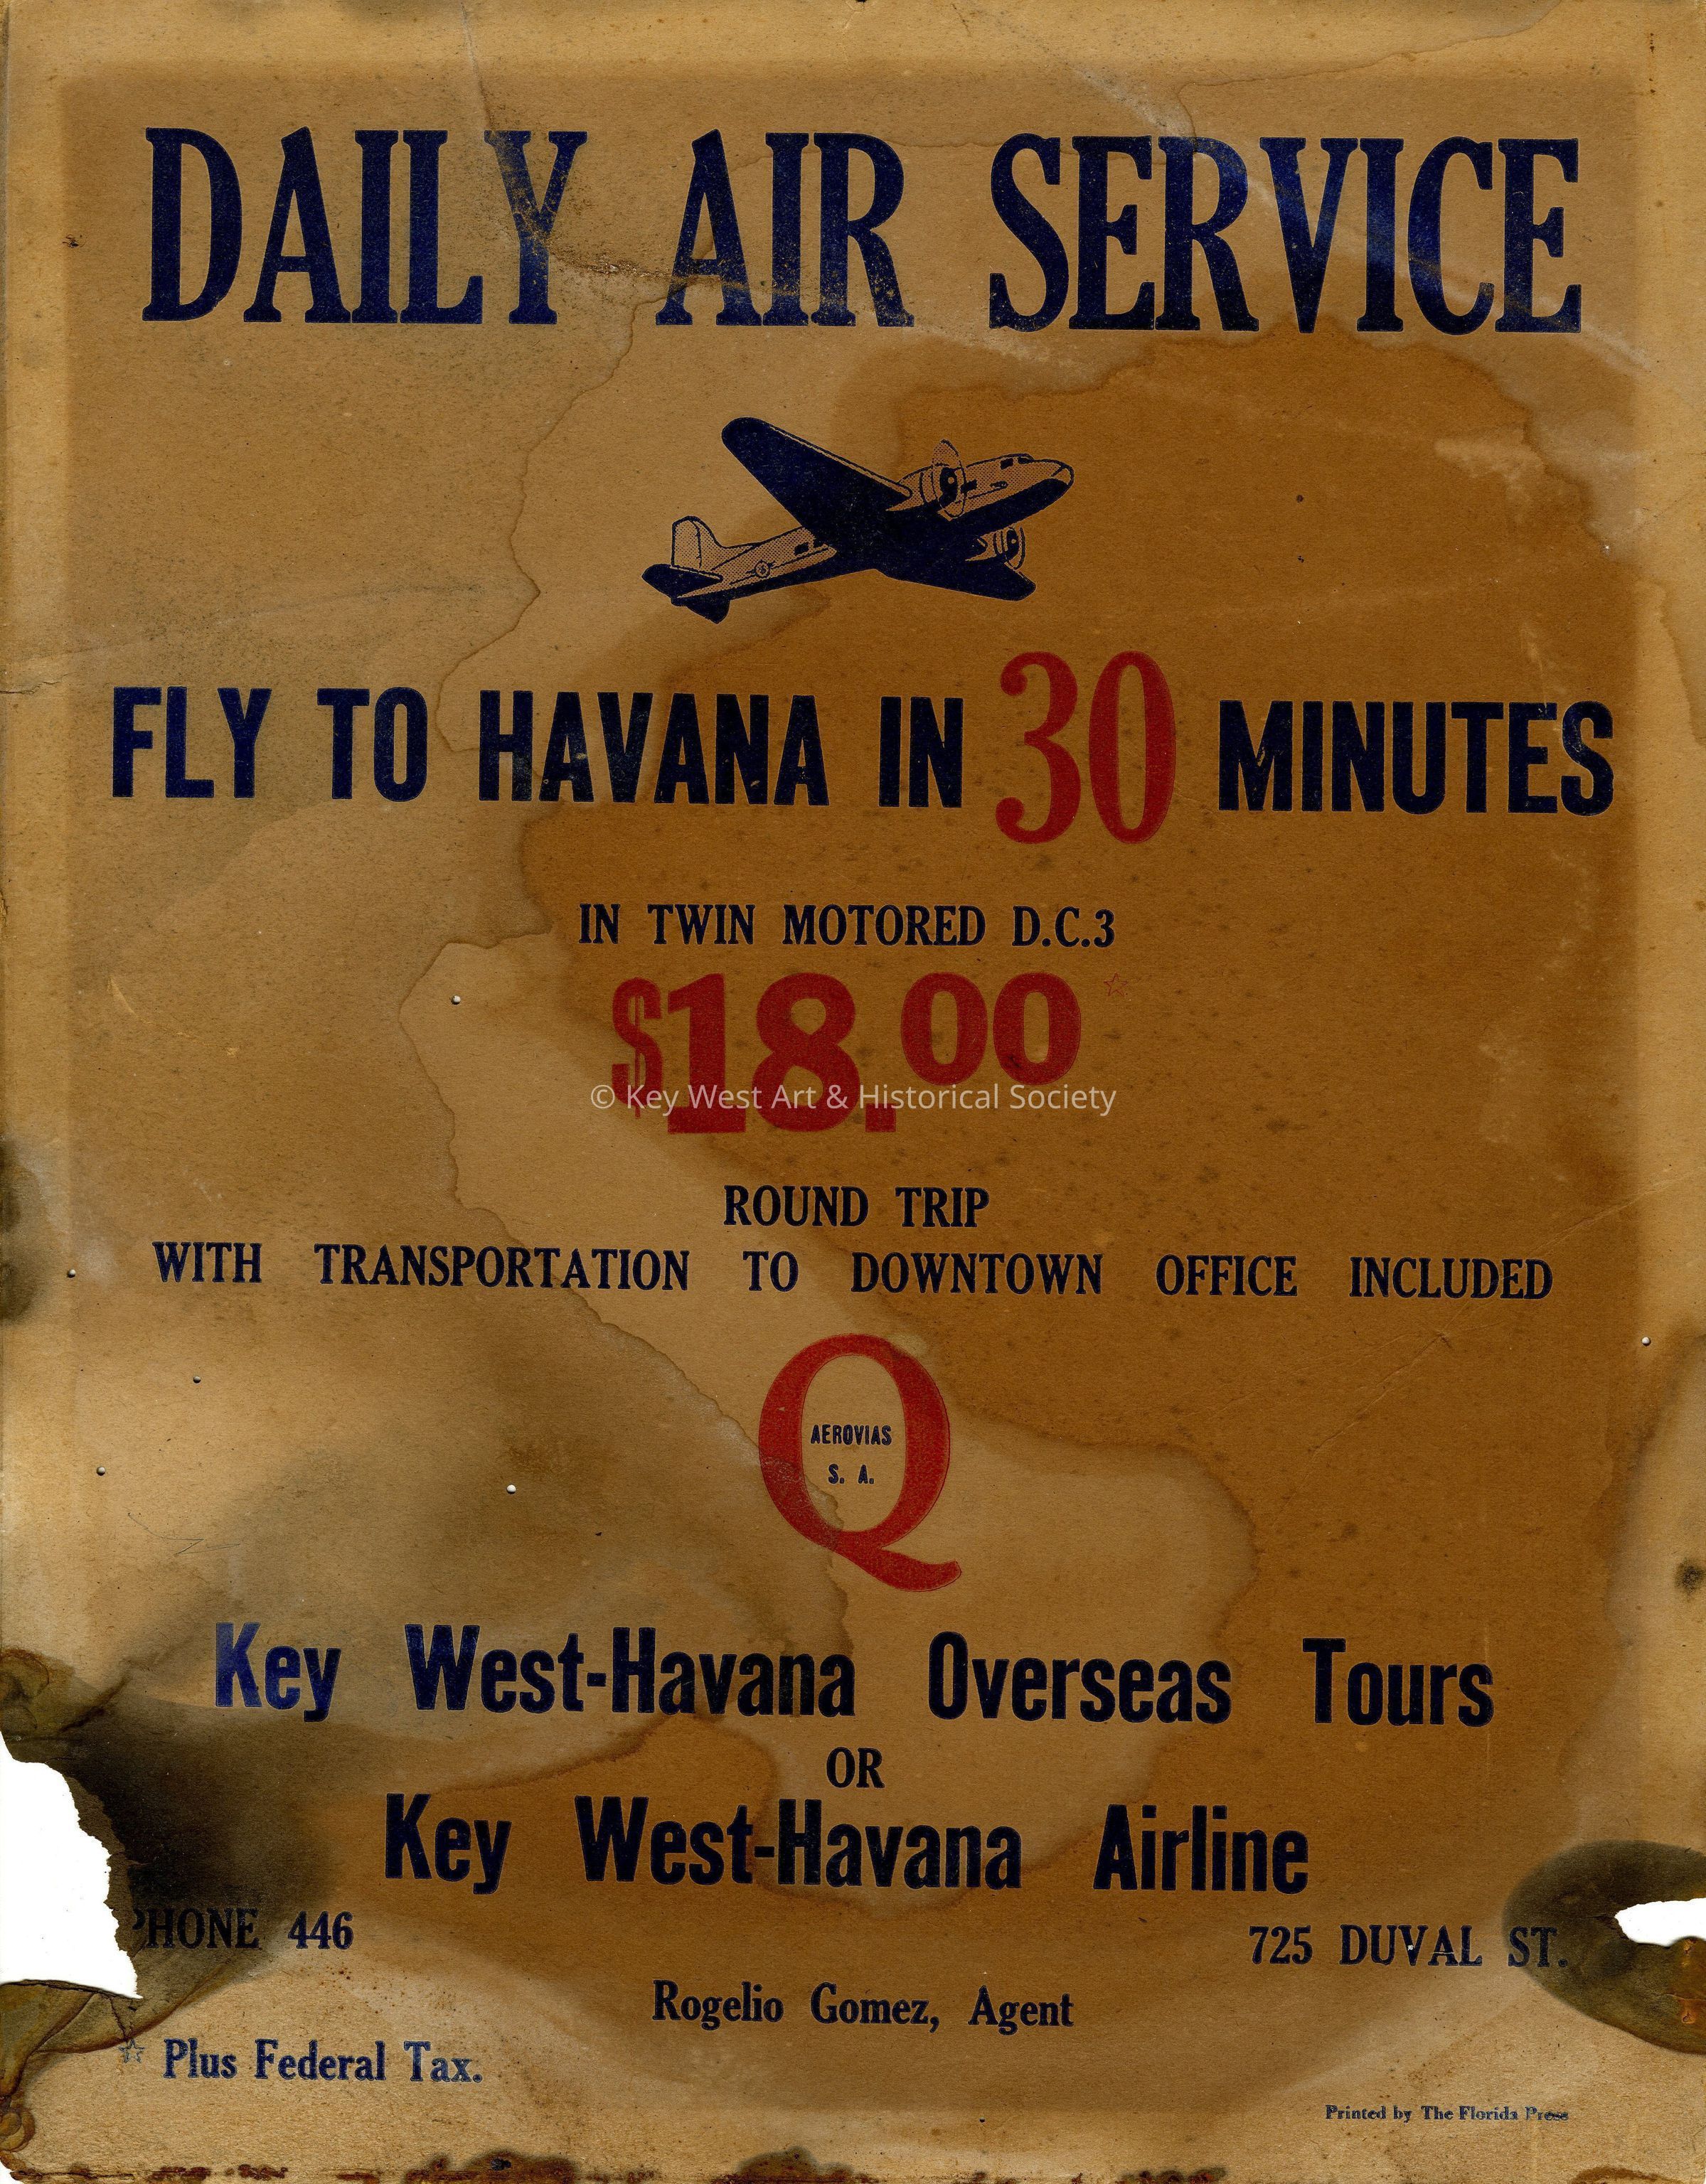 DAILY AIR SERVICE
FLY TO HAVANA IN 30 MINUTES
IN TWIN MOTORED D.C.3
$18.00☆
© Key West Art & Historical Society
ROUND TRIP
WITH TRANSPORTATION TO DOWNTOWN OFFICE INCLUDED
Q
AEROVIAS
S. A.
Key West-Havana Overseas Tours
OR
Key West-Havana Airline
PHONE 446
725 DUVAL ST.
Rogelio Gomez, Agent
☆ Plus Federal Tax.
Printed by The Florida Press